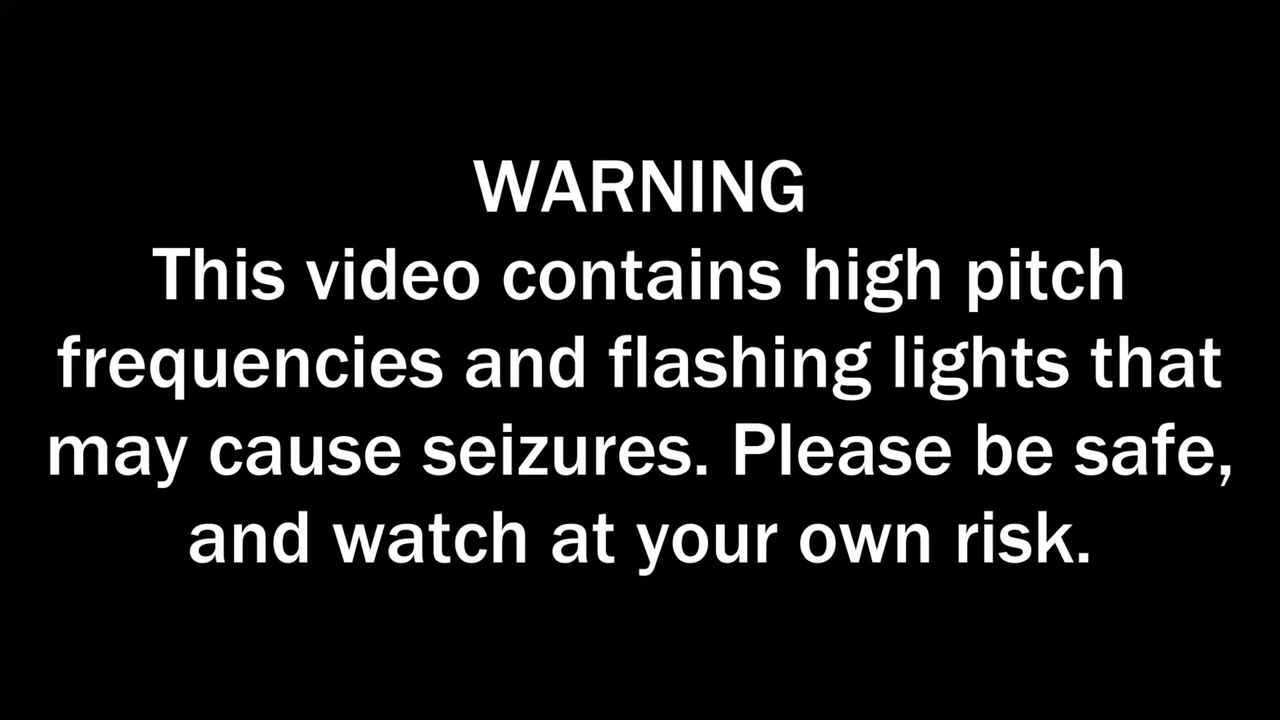 WARNING
This video contains high pitch
frequencies and flashing lights that
may cause seizures. Please be safe,
and watch at your own risk.